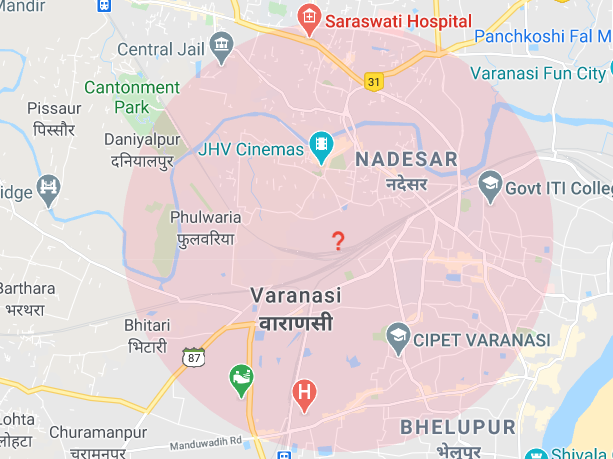 Mandir
Saraswati Hospital
Panchkoshi Fal M
Central Jail
31
Varanasi Fun City
Cantonment
Park
Pissaur
पिस्सौर
Daniyalpur
दनियालपुर
JHV Cinemas
NADESAR
नदेसर
idge
Govt ITI Colleg
Phulwaria
फुलवरिया
?
Barthara
भरथरा
Varanasi
वाराणसी
Bhitari
भिटारी
CIPET VARANASI
87
H
Lohta
लोहटा
Churamanpur
चुरामनपुर
Manduwadih Rd
BHELUPUR
भेलूपुर
Shivala